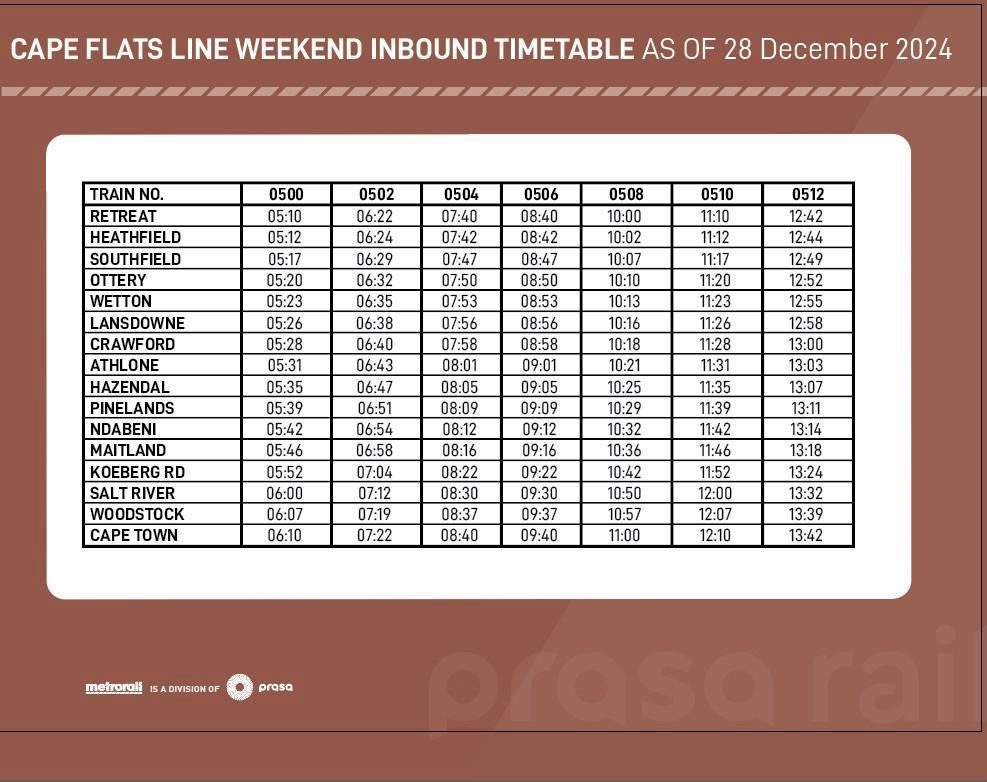 CAPE FLATS LINE WEEKEND INBOUND TIMETABLE AS OF 28 December 2024
TRAIN NO. 0500 0502 0504 0506 0508 0510 0512
RETREAT 05:10 06:22 07:40 08:40 10:00 11:10 12:42
HEATHFIELD 05:12 06:24 07:42 08:42 10:02 11:12 12:44
SOUTHFIELD 05:17 06:29 07:47 08:47 10:07 11:17 12:49
OTTERY 05:20 06:32 07:50 08:50 10:10 11:20 12:52
WETTON 05:23 06:35 07:53 08:53 10:13 11:23 12:55
LANSDOWNE 05:26 06:38 07:56 08:56 10:16 11:26 12:58
CRAWFORD 05:28 06:40 07:58 08:58 10:18 11:28 13:00
ATHLONE 05:31 06:43 08:01 09:01 10:21 11:31 13:03
HAZENDAL 05:35 06:47 08:05 09:05 10:25 11:35 13:07
PINELANDS 05:39 06:51 08:09 09:09 10:29 11:39 13:11
NDABENI 05:42 06:54 08:12 09:12 10:32 11:42 13:14
MAITLAND 05:46 06:58 08:16 09:16 10:36 11:46 13:18
KOEBERG RD 05:52 07:04 08:22 09:22 10:42 11:52 13:24
SALT RIVER 06:00 07:12 08:30 09:30 10:50 12:00 13:32
WOODSTOCK 06:07 07:19 08:37 09:37 10:57 12:07 13:39
CAPE TOWN 06:10 07:22 08:40 09:40 11:00 12:10 13:42
metrorail IS A DIVISION OF prasa
prasa rail